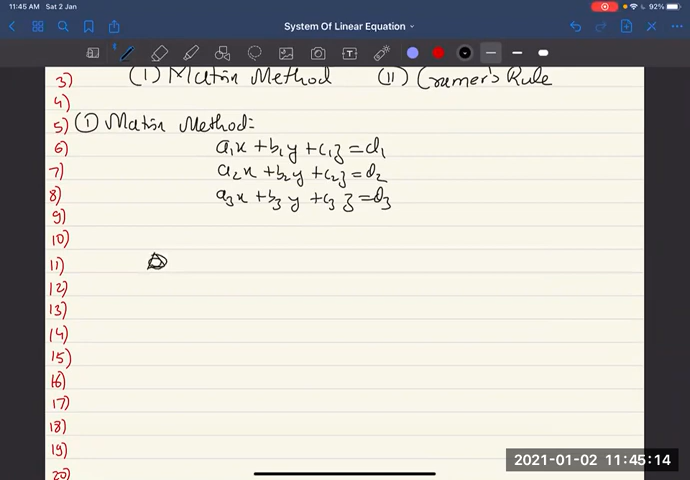 11:45 AM Sat 2 Jan 92%
System Of Linear Equation
3) (I) Matrix Method (II) Cramer's Rule
4)
5) (I) Matrix Method:-
6) a₁x + b₁y + c₁z = d₁
7) a₂x + b₂y + c₂z = d₂
8) a₃x + b₃y + c₃z = d₃
9)
10)
11)
12)
13)
14)
15)
16)
17)
18)
19)
20)
2021-01-02 11:45:14